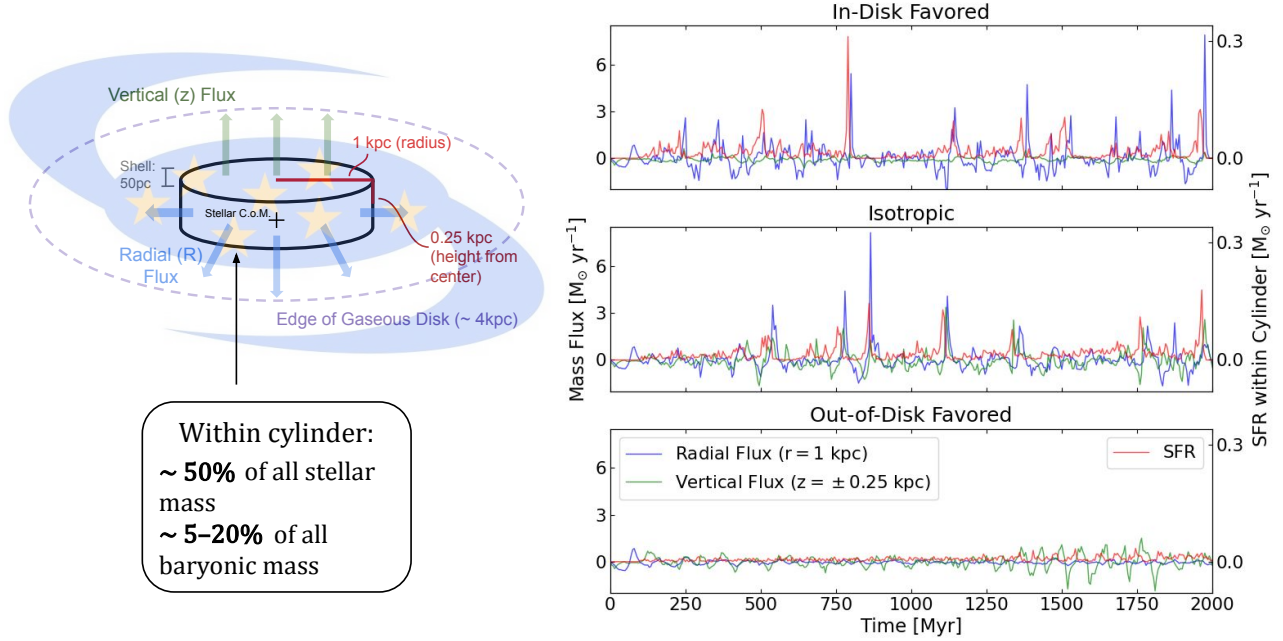 Vertical (z) Flux
1 kpc (radius)
Shell:
50pc
Stellar C.o.M.
Radial (R)
Flux
0.25 kpc
(height from
center)
Edge of Gaseous Disk (~ 4kpc)
Within cylinder:
~ 50% of all stellar
mass
~ 5–20% of all
baryonic mass
In-Disk Favored
6
3
0
0.3
0.0
Isotropic
6
3
0
0.3
0.0
Mass Flux [M⊙ yr⁻¹]
SFR within Cylinder [M⊙ yr⁻¹]
Out-of-Disk Favored
Radial Flux (r = 1 kpc)
Vertical Flux (z = ± 0.25 kpc)
SFR
6
3
0
0.3
0.0
0 250 500 750 1000 1250 1500 1750 2000
Time [Myr]